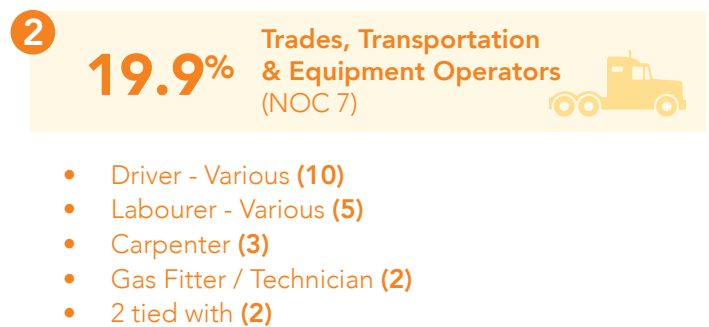 2
19.9%
Trades, Transportation
& Equipment Operators
(NOC 7)
• Driver - Various (10)
• Labourer - Various (5)
• Carpenter (3)
• Gas Fitter / Technician (2)
• 2 tied with (2)